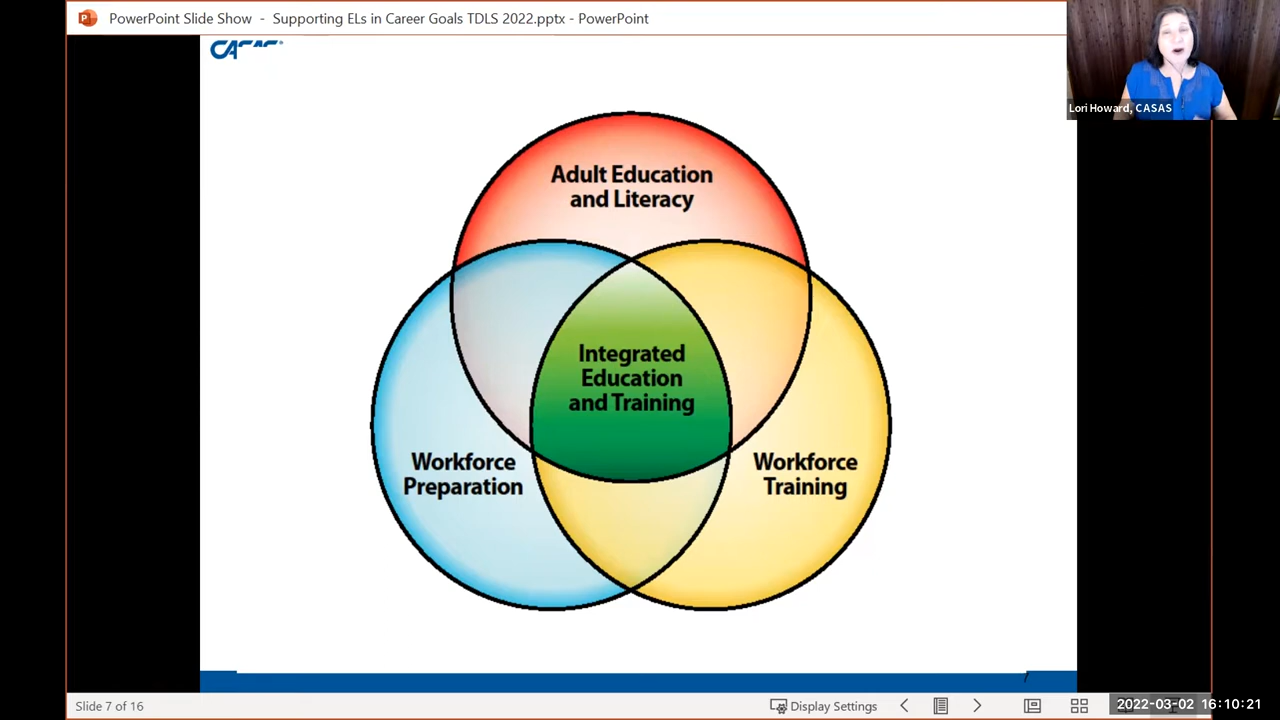 PowerPoint Slide Show - Supporting ELs in Career Goals TDLS 2022.pptx - PowerPoint
CASAS
Lori Howard, CASAS
Adult Education
and Literacy
Integrated
Education
and Training
Workforce
Preparation
Workforce
Training
Slide 7 of 16
Display Settings
2022-03-02 16:10:21